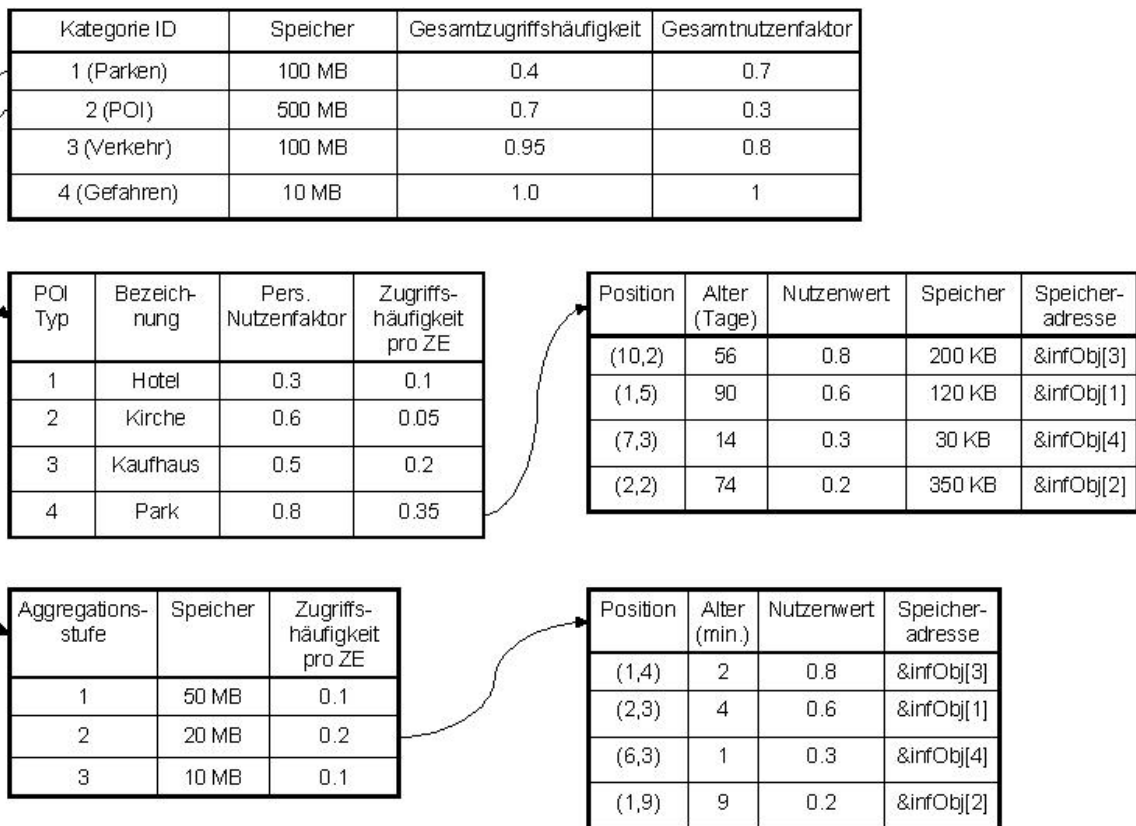 Kategorie ID Speicher Gesamtzugriffshäufigkeit Gesamtnutzenfaktor
1 (Parken) 100 MB 0.4 0.7
2 (POI) 500 MB 0.7 0.3
3 (Verkehr) 100 MB 0.95 0.8
4 (Gefahren) 10 MB 1.0 1
POI Bezeich- Pers. Zugriffs-
Typ nung Nutzenfaktor häufigkeit
pro ZE
1 Hotel 0.3 0.1
2 Kirche 0.6 0.05
3 Kaufhaus 0.5 0.2
4 Park 0.8 0.35
Position Alter Nutzenwert Speicher Speicher-
(Tage) adresse
(10,2) 56 0.8 200 KB &infObj[3]
(1,5) 90 0.6 120 KB &infObj[1]
(7,3) 14 0.3 30 KB &infObj[4]
(2,2) 74 0.2 350 KB &infObj[2]
Aggregations- Speicher Zugriffs-
stufe häufigkeit
pro ZE
1 50 MB 0.1
2 20 MB 0.2
3 10 MB 0.1
Position Alter Nutzenwert Speicher-
(min.) adresse
(1,4) 2 0.8 &infObj[3]
(2,3) 4 0.6 &infObj[1]
(6,3) 1 0.3 &infObj[4]
(1,9) 9 0.2 &infObj[2]